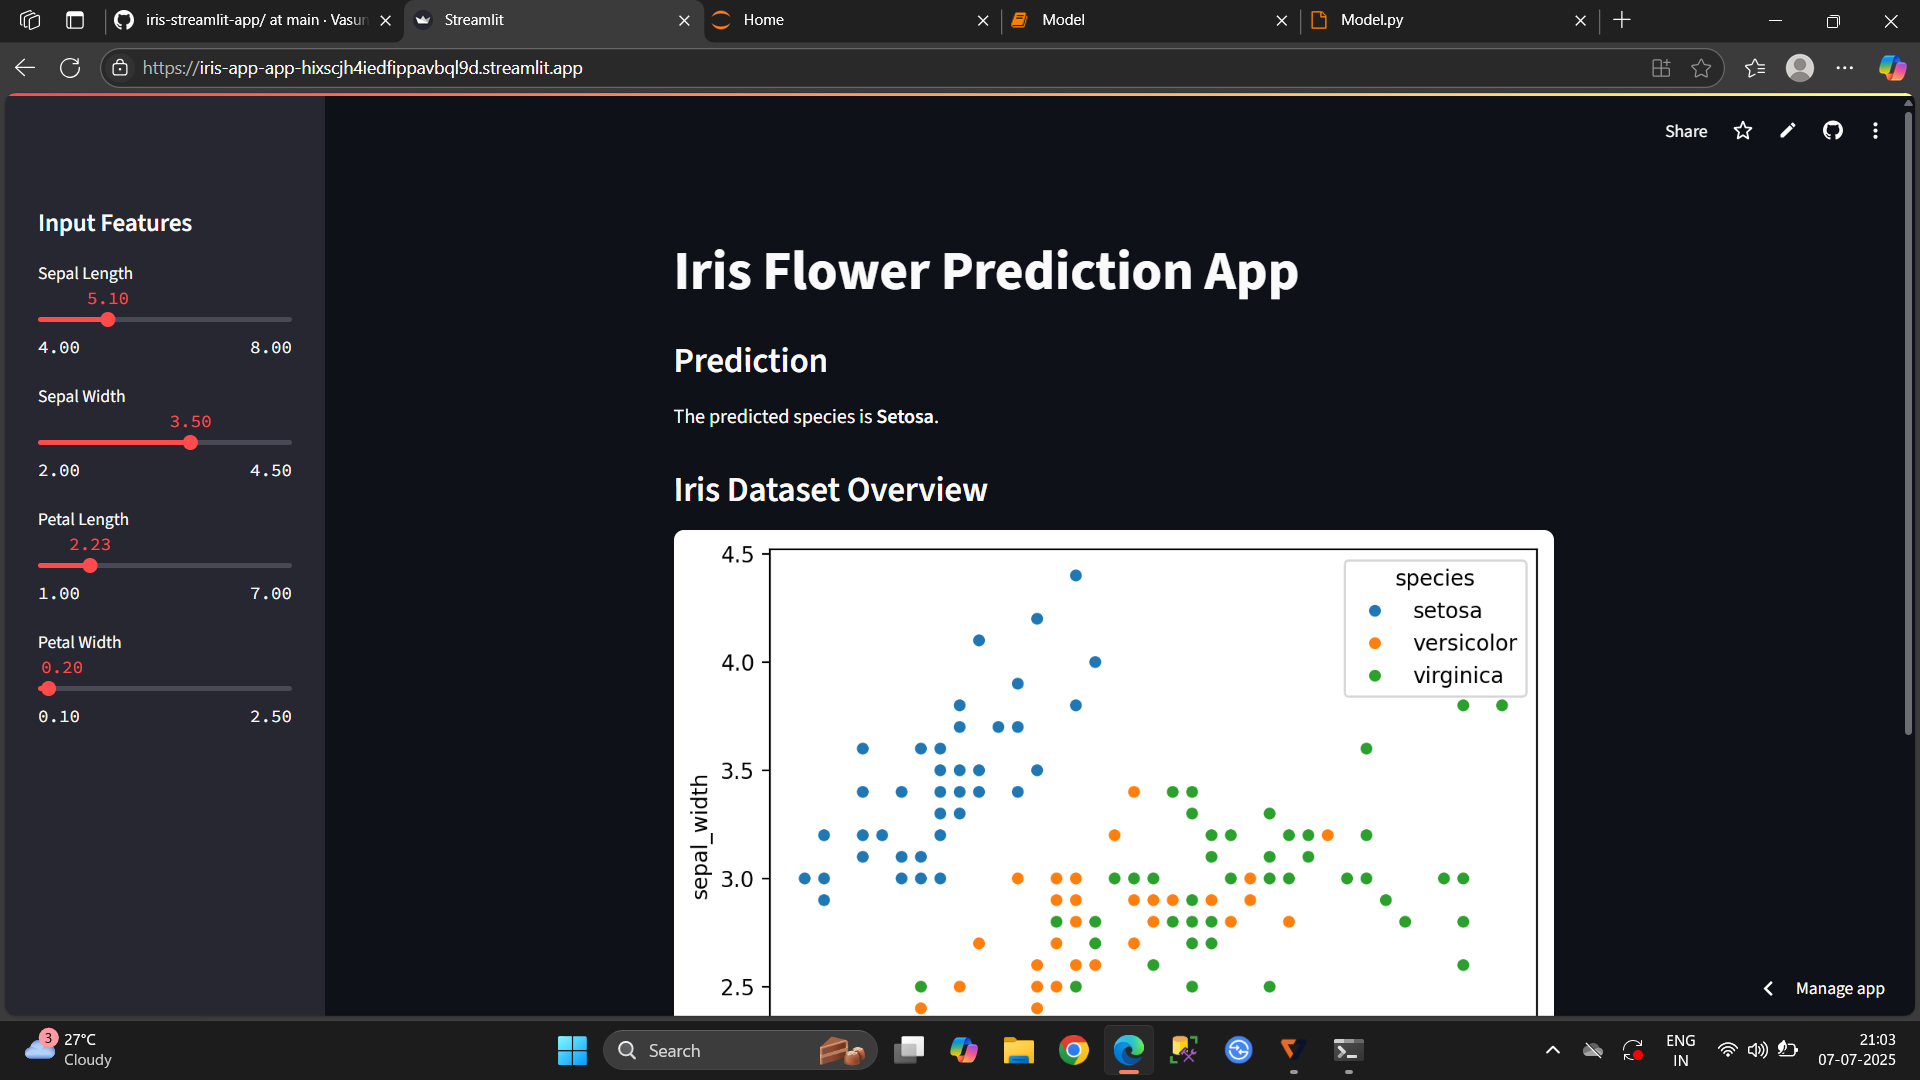 iris-streamlit-app/ at main · Vasun
Streamlit
Home
Model
Model.py
https://iris-app-app-hixscjh4iedfippavbql9d.streamlit.app
Share
Input Features
Sepal Length
5.10
4.00 8.00
Sepal Width
3.50
2.00 4.50
Petal Length
2.23
1.00 7.00
Petal Width
0.20
0.10 2.50
Iris Flower Prediction App
Prediction
The predicted species is Setosa.
Iris Dataset Overview
4.5
4.0
3.5
3.0
2.5
sepal_width
species
setosa
versicolor
virginica
Manage app
3
27°C
Cloudy
Search
ENG
IN
21:03
07-07-2025